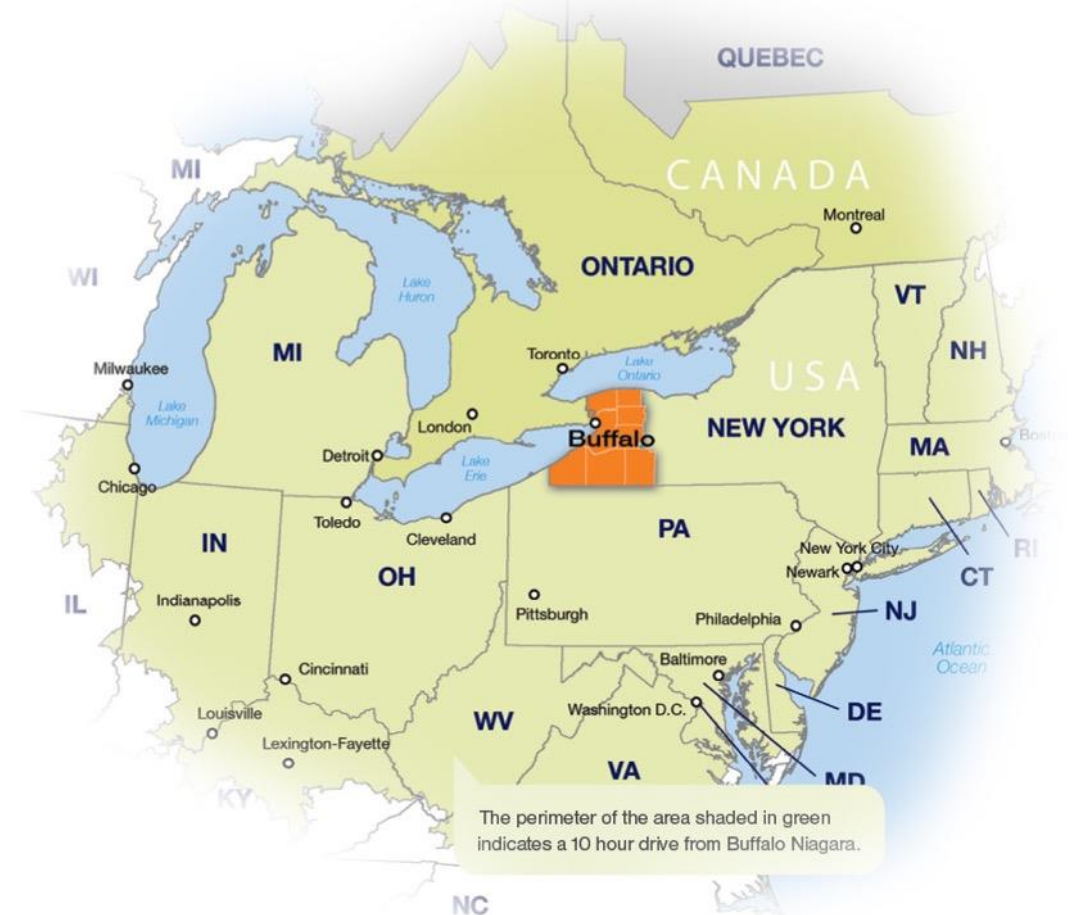 QUEBEC
CANADA
MI
Montreal
ONTARIO
WI
Lake
Huron
VT
MI
NH
Toronto
Lake
Ontario
USA
Milwaukee
Lake
Michigan
London
Buffalo
NEW YORK
MA
Boston
Detroit
Lake
Erie
Chicago
Toledo
Cleveland
PA
IN
New York City
RI
OH
Newark
CT
IL
Indianapolis
Pittsburgh
Philadelphia
NJ
Atlantic
Ocean
Baltimore
Cincinnati
Washington D.C.
DE
Louisville
WV
Lexington-Fayette
VA
MD
KY
The perimeter of the area shaded in green
indicates a 10 hour drive from Buffalo Niagara.
NC